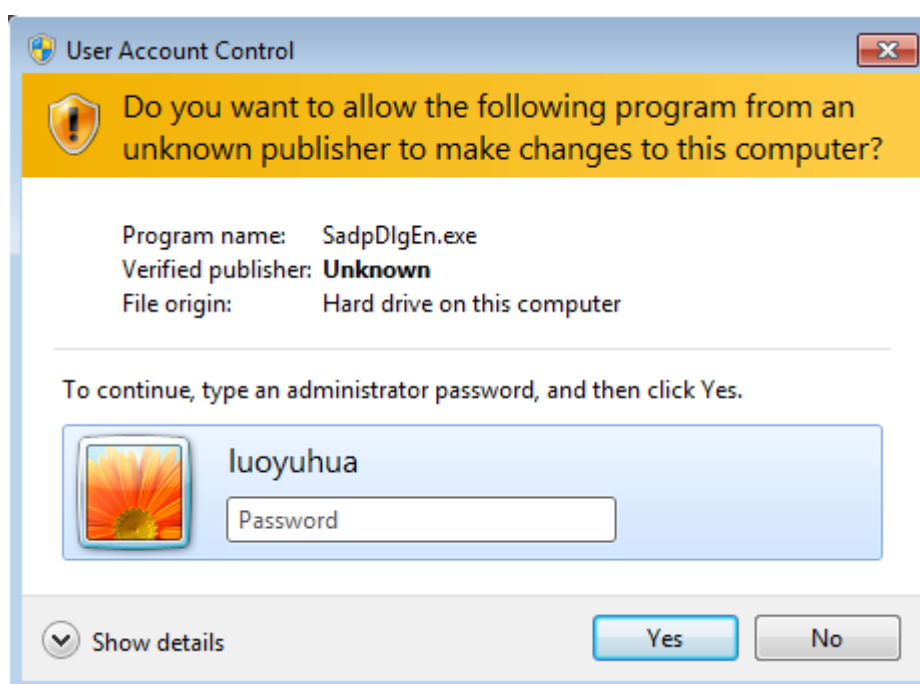 User Account Control
Do you want to allow the following program from an
unknown publisher to make changes to this computer?
Program name: SadpDlgEn.exe
Verified publisher: Unknown
File origin: Hard drive on this computer
To continue, type an administrator password, and then click Yes.
luoyuhua
Password
Show details
Yes
No